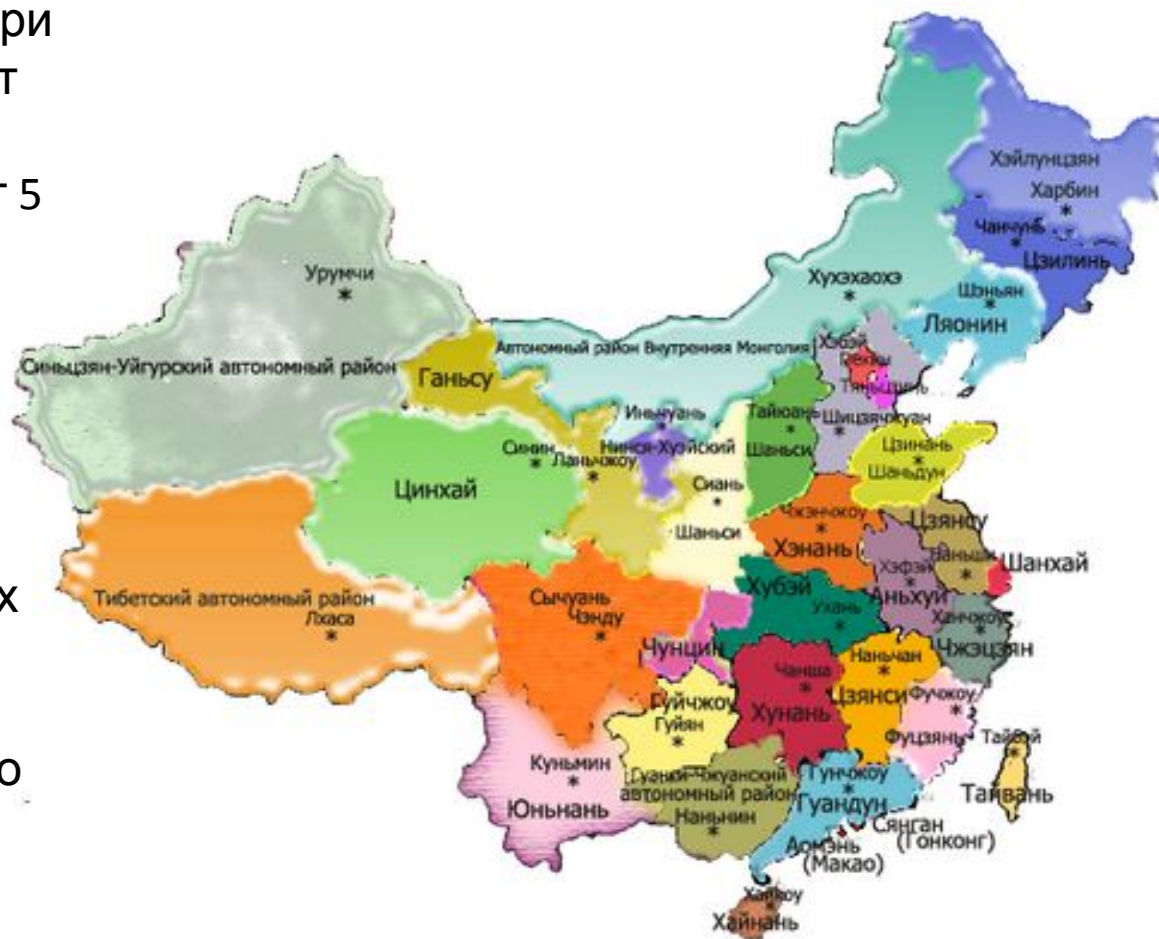 ри
т
т 5
х
о
Хэйлунцзян
Харбин
Чанчунь
Цзилинь
Урумчи
Хухэхаохэ
Шэньян
Ляонин
Синьцзян-Уйгурский автономный район
Ганьсу
Автономный район Внутренняя Монголия
Хэбэй
Пекин
Тяньцзинь
Иньчуань
Тайюань
Шицзячжуан
Синин
Ланьчжоу
Нинся-Хуэйский
Шаньси
Цзинань
Шаньдун
Цинхай
Сиань
Шаньси
Чжэнчжоу
Хэнань
Цзянсу
Хэфэй
Шанхай
Тибетский автономный район
Лхаса
Сычуань
Чэнду
Хубэй
Ухань
Аньхуй
Ханчжоу
Чжэцзян
Чунцин
Чанша
Хунань
Наньчан
Цзянси
Фучжоу
Фуцзянь
Гуйчжоу
Гуйян
Тайбэй
Тайвань
Куньмин
Юньнань
автономный район
Наньнин
Гунчжоу
Гуандун
Сянган
(Гонконг)
Аомэнь
(Макао)
Хайкоу
Хайнань